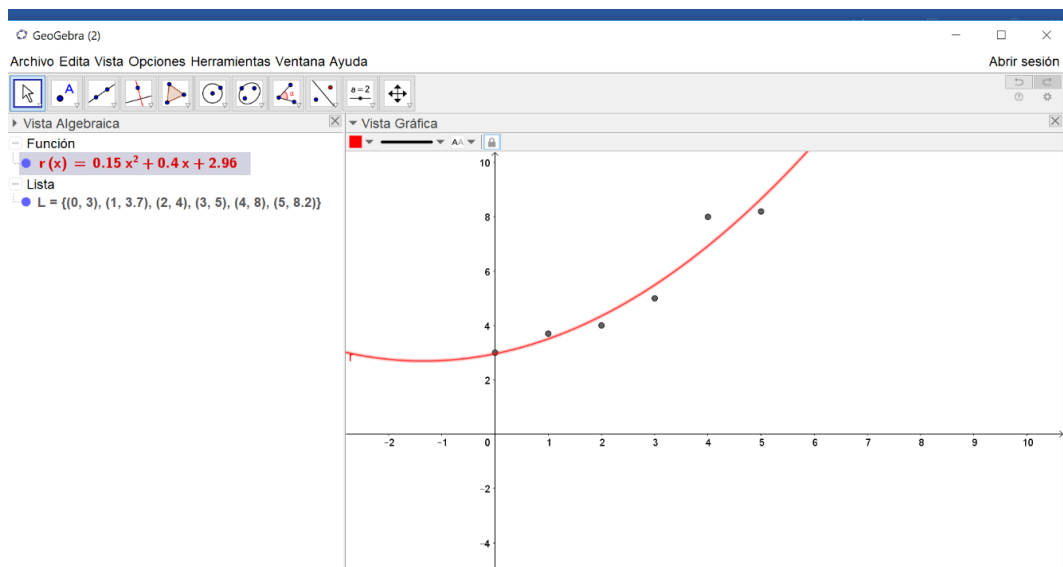 GeoGebra (2)
Archivo Edita Vista Opciones Herramientas Ventana Ayuda
Abrir sesión
A
α
a = 2
Vista Algebraica
Vista Gráfica
AA
Función
r (x) = 0.15 x² + 0.4 x + 2.96
Lista
L = {(0, 3), (1, 3.7), (2, 4), (3, 5), (4, 8), (5, 8.2)}
10
8
6
4
2
−2 −1 0 1 2 3 4 5 6 7 8 9 10
−2
−4
r